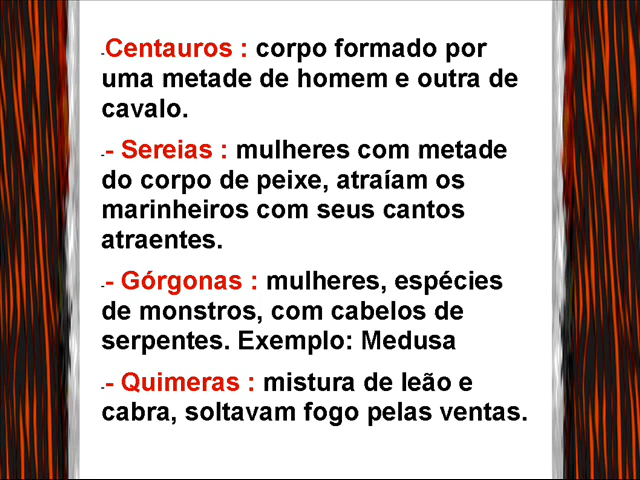 -Centauros : corpo formado por
uma metade de homem e outra de
cavalo.
-- Sereias : mulheres com metade
do corpo de peixe, atraíam os
marinheiros com seus cantos
atraentes.
-- Górgonas : mulheres, espécies
de monstros, com cabelos de
serpentes. Exemplo: Medusa
-- Quimeras : mistura de leão e
cabra, soltavam fogo pelas ventas.